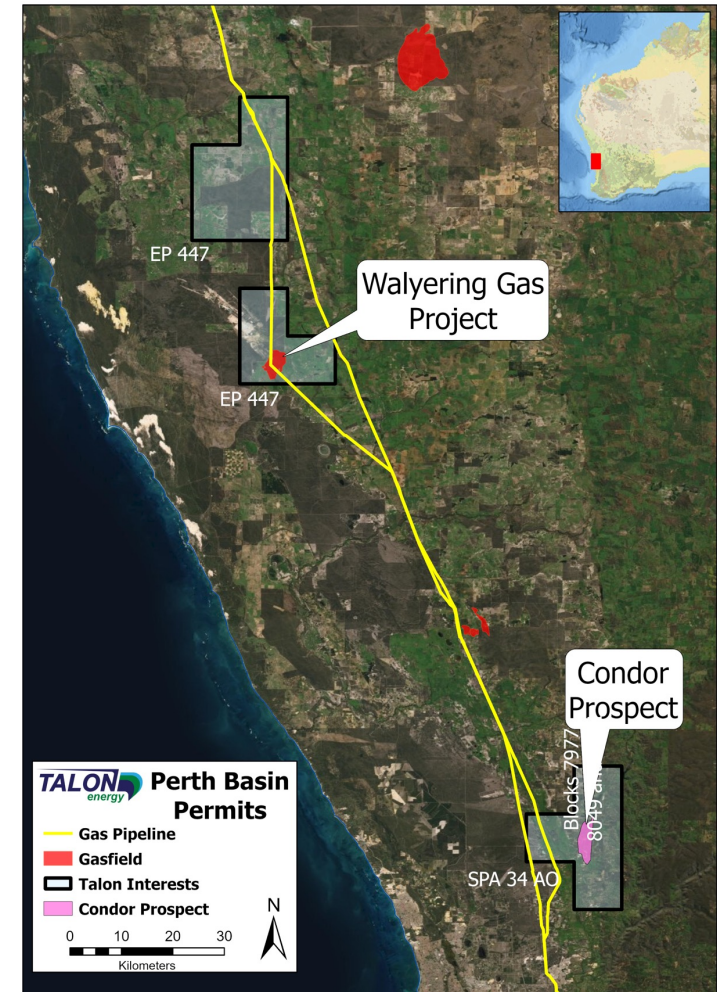 EP 447
Walyering Gas
Project
EP 447
Condor
Prospect
Blocks 7977
8049
SPA 34 AO
TALON
energy
Perth Basin
Permits
Gas Pipeline
Gasfield
Talon Interests
Condor Prospect
N
0 10 20 30
Kilometers